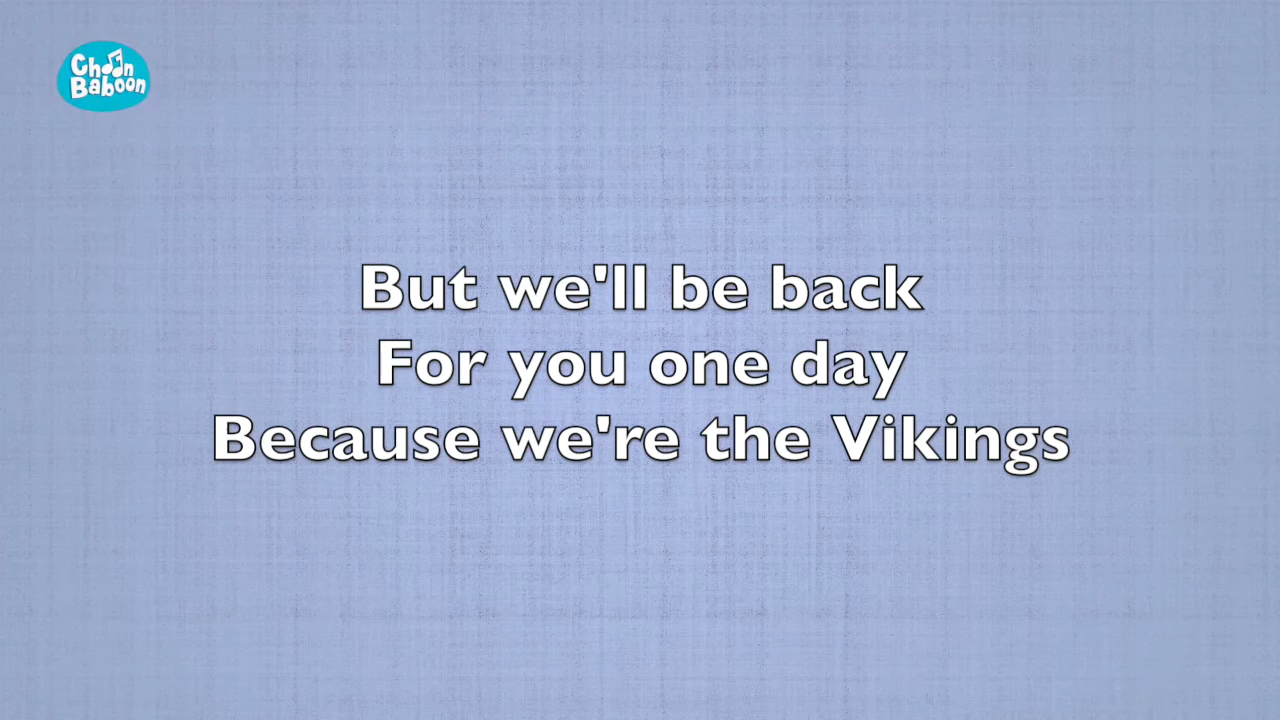 Choon
Baboon
But we'll be back
For you one day
Because we're the Vikings